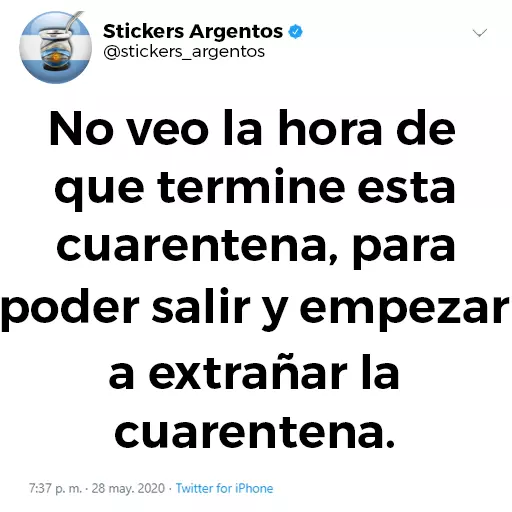 Stickers Argentos
@stickers_argentos
No veo la hora de
que termine esta
cuarentena, para
poder salir y empezar
a extrañar la
cuarentena.
7:37 p. m. · 28 may. 2020 · Twitter for iPhone